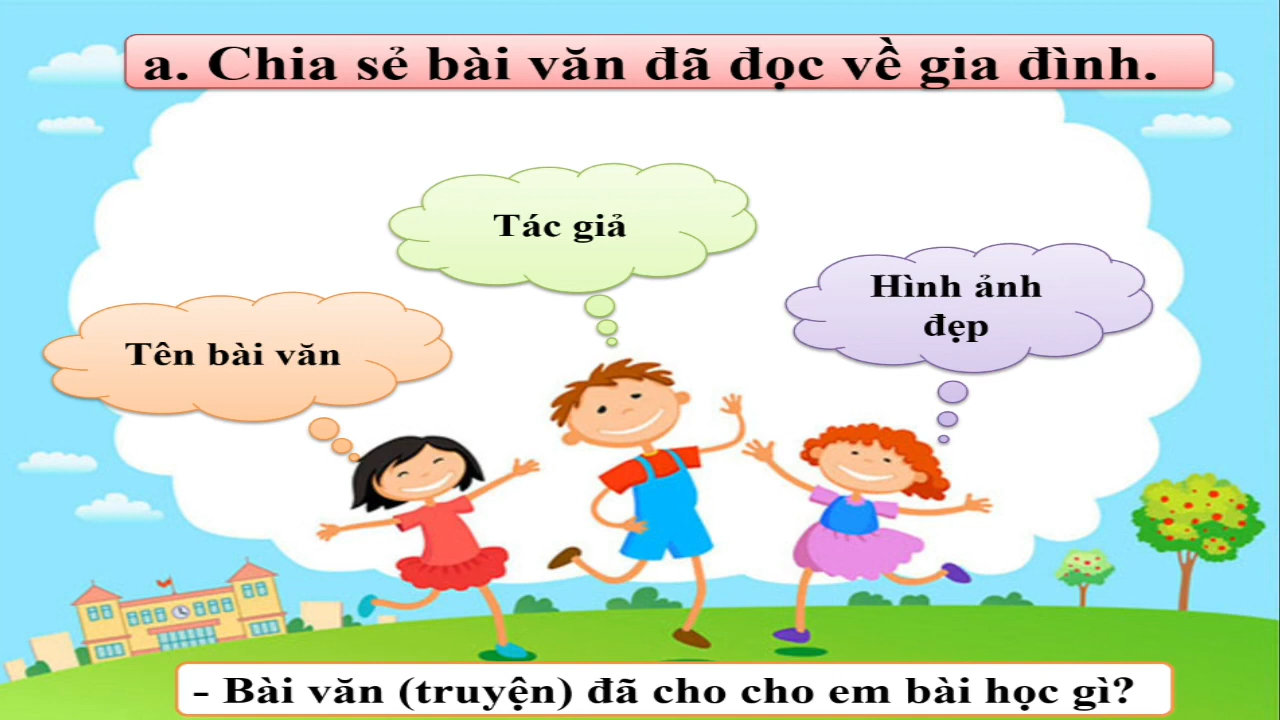 a. Chia sẻ bài văn đã đọc về gia đình.
Tác giả
Hình ảnh
đẹp
Tên bài văn
- Bài văn (truyện) đã cho cho em bài học gì?